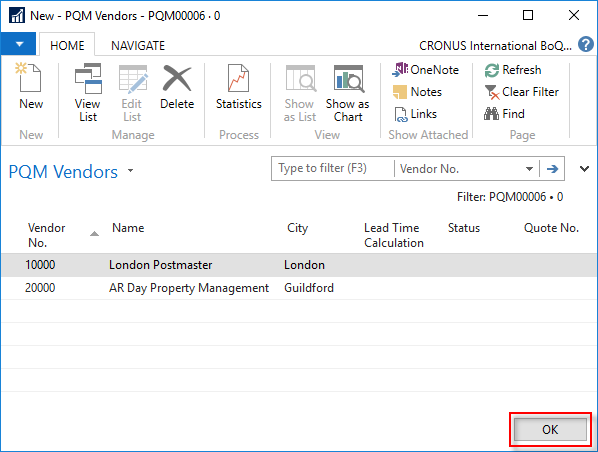 New - PQM Vendors - PQM00006 · 0
HOME NAVIGATE CRONUS International BoQ... ?
New
View List
Edit List
Delete
Statistics
Show as List
Show as Chart
OneNote
Notes
Links
Refresh
Clear Filter
Find
New Manage Process View Show Attached Page
PQM Vendors Type to filter (F3) Vendor No.
Filter: PQM00006 • 0
Vendor No. Name City Lead Time Calculation Status Quote No.
10000 London Postmaster London
20000 AR Day Property Management Guildford
OK